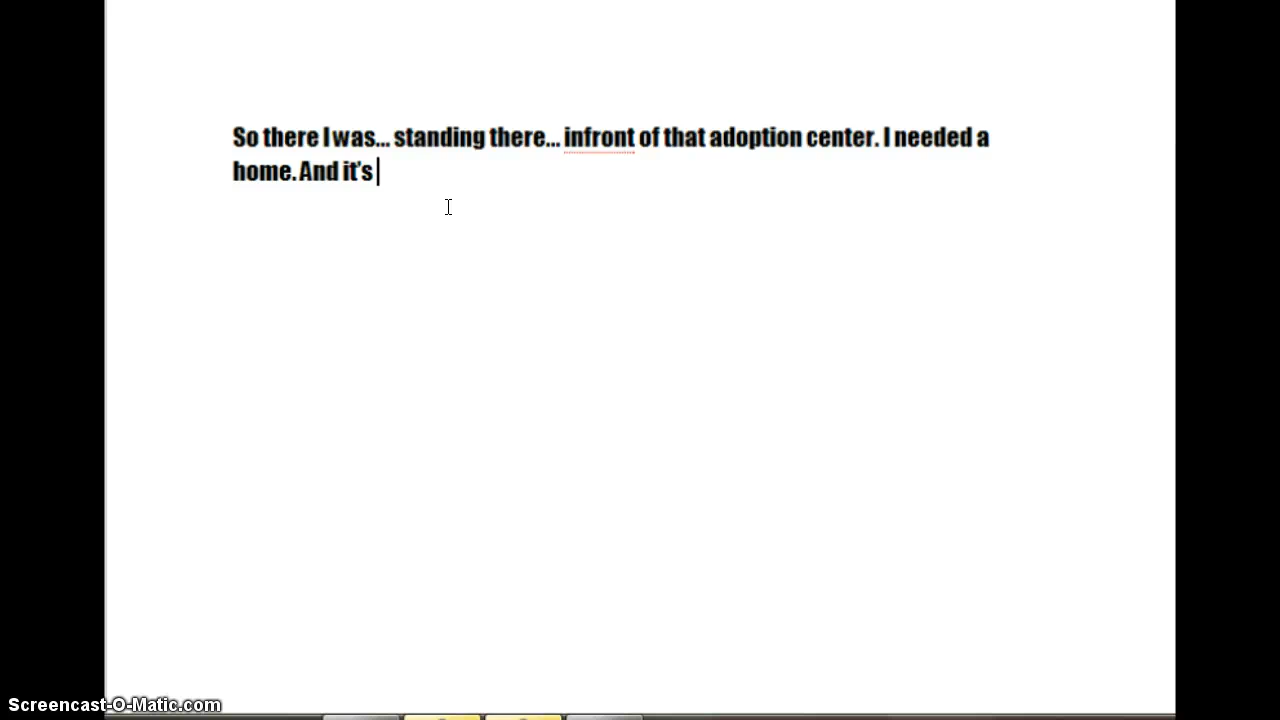 So there I was... standing there... infront of that adoption center. I needed a
home. And it's
Screencast-O-Matic.com